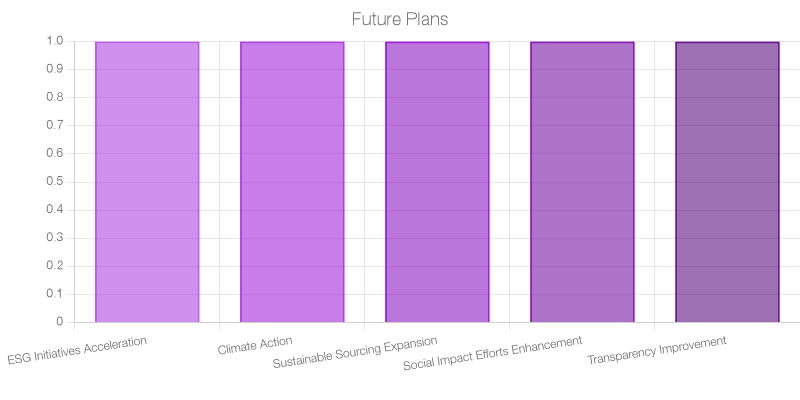 Future Plans
1.0
0.9
0.8
0.7
0.6
0.5
0.4
0.3
0.2
0.1
0
ESG Initiatives Acceleration
Climate Action
Sustainable Sourcing Expansion
Social Impact Efforts Enhancement
Transparency Improvement